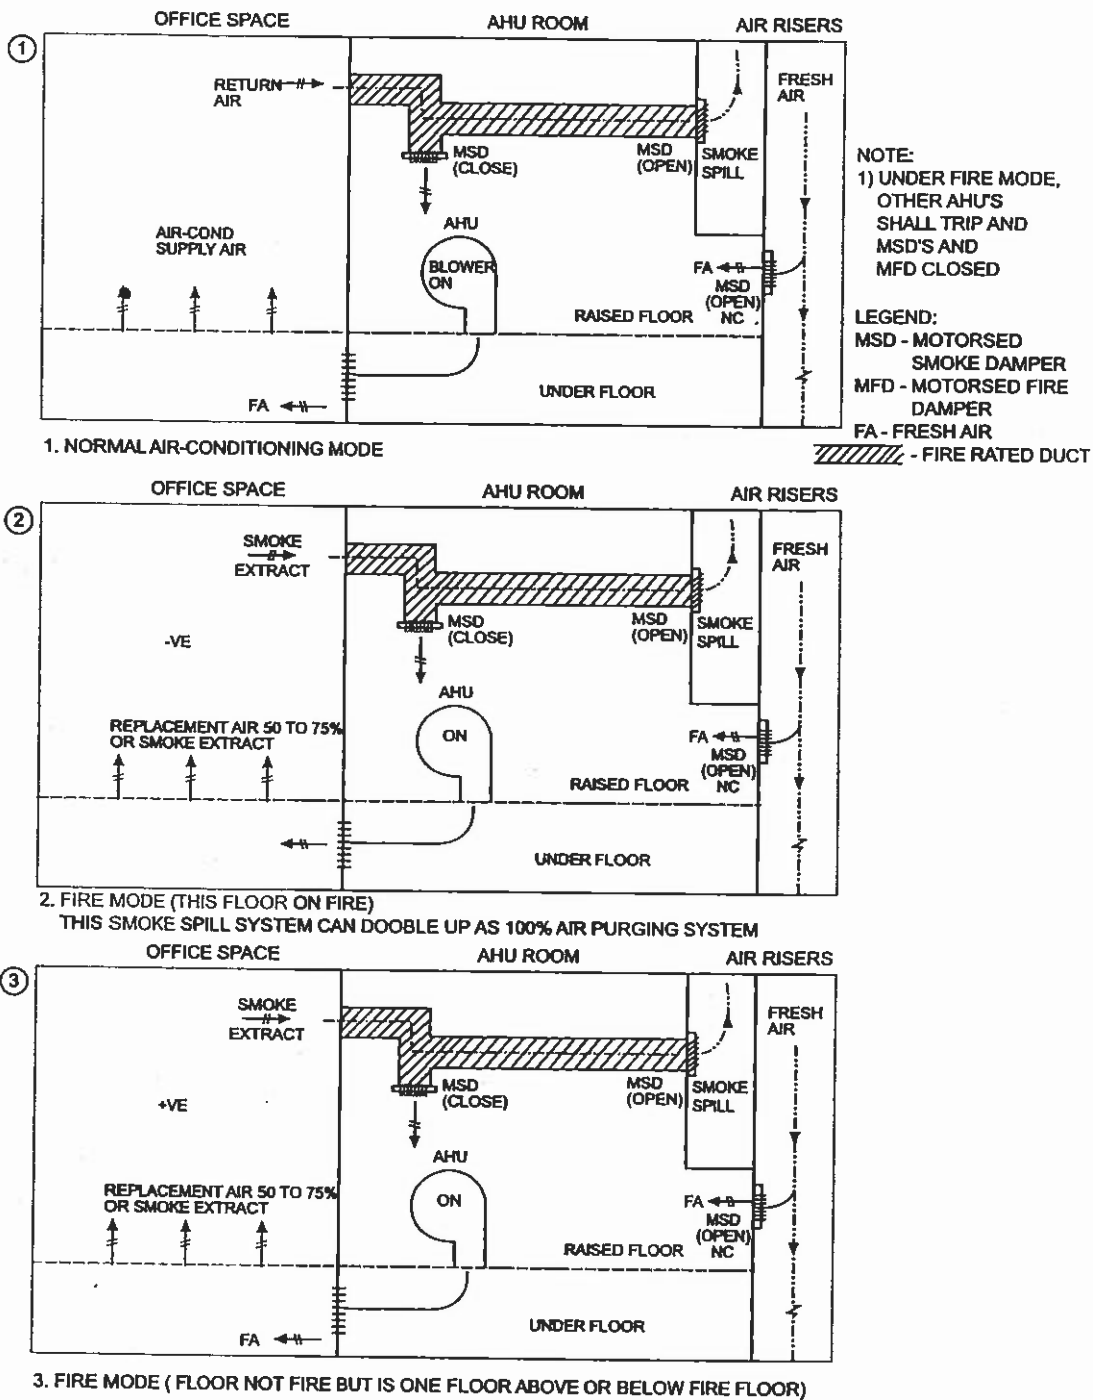 OFFICE SPACE
AHU ROOM
AIR RISERS
1
RETURN
AIR
FRESH
AIR
MSD
(CLOSE)
MSD
(OPEN)
SMOKE
SPILL
AIR-COND
SUPPLY AIR
AHU
BLOWER
ON
FA
MSD
(OPEN)
NC
RAISED FLOOR
UNDER FLOOR
FA
1. NORMAL AIR-CONDITIONING MODE
NOTE:
1) UNDER FIRE MODE,
OTHER AHU'S
SHALL TRIP AND
MSD'S AND
MFD CLOSED
LEGEND:
MSD - MOTORSED
SMOKE DAMPER
MFD - MOTORSED FIRE
DAMPER
FA - FRESH AIR
- FIRE RATED DUCT
OFFICE SPACE
AHU ROOM
AIR RISERS
2
SMOKE
EXTRACT
FRESH
AIR
MSD
(CLOSE)
MSD
(OPEN)
SMOKE
SPILL
-VE
AHU
ON
REPLACEMENT AIR 50 TO 75%
OR SMOKE EXTRACT
FA
MSD
(OPEN)
NC
RAISED FLOOR
UNDER FLOOR
2. FIRE MODE (THIS FLOOR ON FIRE)
THIS SMOKE SPILL SYSTEM CAN DOOBLE UP AS 100% AIR PURGING SYSTEM
OFFICE SPACE
AHU ROOM
AIR RISERS
3
SMOKE
EXTRACT
FRESH
AIR
MSD
(CLOSE)
MSD
(OPEN)
SMOKE
SPILL
+VE
AHU
ON
REPLACEMENT AIR 50 TO 75%
OR SMOKE EXTRACT
FA
MSD
(OPEN)
NC
RAISED FLOOR
UNDER FLOOR
FA
3. FIRE MODE ( FLOOR NOT FIRE BUT IS ONE FLOOR ABOVE OR BELOW FIRE FLOOR)